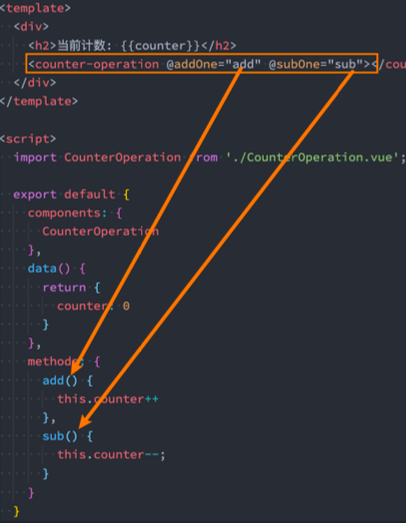 <template>
<div>
<h2>当前计数: {{counter}}</h2>
<counter-operation @addOne="add" @subOne="sub"></cou
</div>
</template>
<script>
import CounterOperation from './CounterOperation.vue';
export default {
components: {
CounterOperation
},
data() {
return {
counter: 0
}
},
methods: {
add() {
this.counter++
},
sub() {
this.counter--;
}
}
}